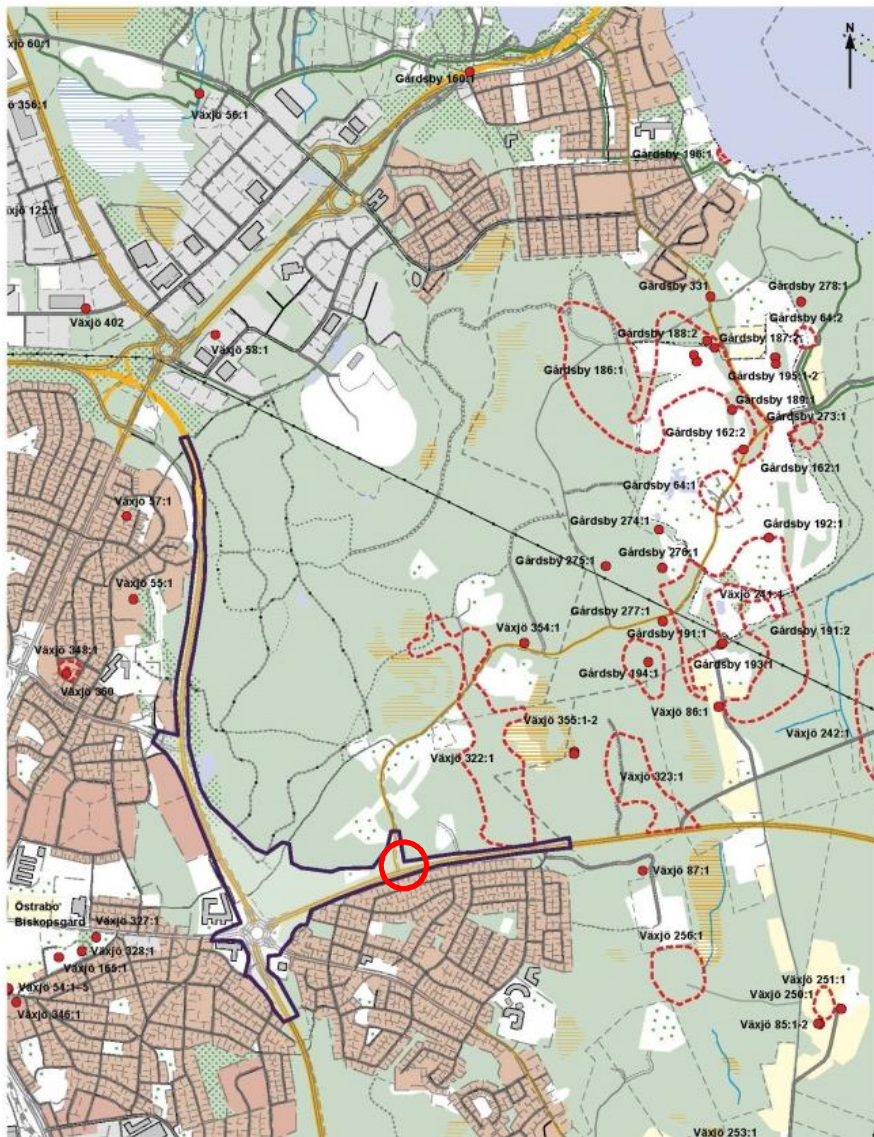 N
xjö 60:1
Gårdsby 160:1
ö 356:1
Växjö 56:1
Gårdsby 196:1
ixjö 125:1
Gårdsby 331
Gårdsby 278:1
Växjö 402
Gårdsby 64:2
Gårdsby 188:2
Gårdsby 187:2
Växjö 58:1
Gårdsby 186:1
Gårdsby 195:1-2
Gårdsby 189:1
Gårdsby 273:1
Gårdsby 162:2
Gårdsby 162:1
Gårdsby 64:1
Växjö 57:1
Gårdsby 192:1
Gårdsby 274:1
Gårdsby 276:1
Gårdsby 275:1
Växjö 55:1
Växjö 241:1
Gårdsby 277:1
Gårdsby 191:1
Gårdsby 191:2
Växjö 354:1
Växjö 348:1
Gårdsby 193:1
Växjö 360
Gårdsby 194:1
Växjö 86:1
Växjö 355:1-2
Växjö 242:1
Växjö 322:1
Växjö 323:1
Växjö 87:1
Östrabo
Biskopsgård
Växjö 327:1
Växjö 328:1
Växjö 256:1
Växjö 165:1
Växjö 251:1
Växjö 54:1-5
Växjö 250:1
Växjö 346:1
Växjö 85:1-2
Växjö 253:1